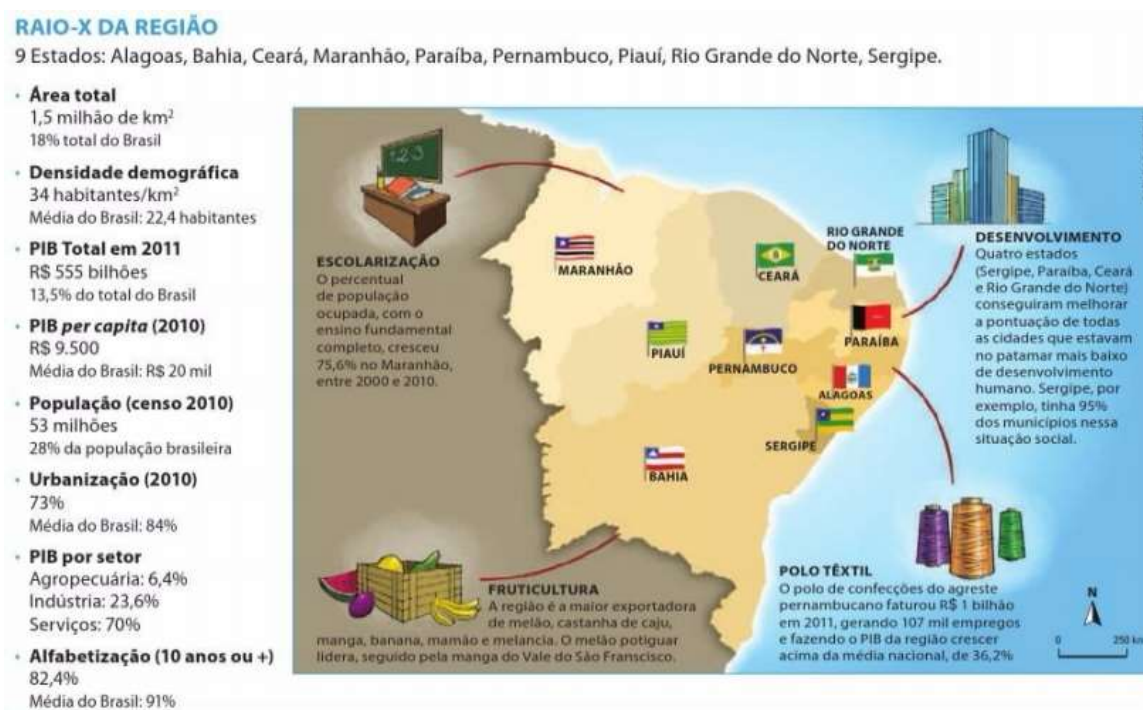 RAIO-X DA REGIÃO
9 Estados: Alagoas, Bahia, Ceará, Maranhão, Paraíba, Pernambuco, Piauí, Rio Grande do Norte, Sergipe.
• Área total
1,5 milhão de km²
18% total do Brasil
• Densidade demográfica
34 habitantes/km²
Média do Brasil: 22,4 habitantes
• PIB Total em 2011
R$ 555 bilhões
13,5% do total do Brasil
• PIB per capita (2010)
R$ 9.500
Média do Brasil: R$ 20 mil
• População (censo 2010)
53 milhões
28% da população brasileira
• Urbanização (2010)
73%
Média do Brasil: 84%
• PIB por setor
Agropecuária: 6,4%
Indústria: 23,6%
Serviços: 70%
• Alfabetização (10 anos ou +)
82,4%
Média do Brasil: 91%
1 2 3
ESCOLARIZAÇÃO
O percentual
de população
ocupada, com o
ensino fundamental
completo, cresceu
75,6% no Maranhão,
entre 2000 e 2010.
MARANHÃO
PIAUÍ
CEARÁ
RIO GRANDE
DO NORTE
PARAÍBA
PERNAMBUCO
ALAGOAS
SERGIPE
BAHIA
DESENVOLVIMENTO
Quatro estados
(Sergipe, Paraíba, Ceará
e Rio Grande do Norte)
conseguiram melhorar
a pontuação de todas
as cidades que estavam
no patamar mais baixo
de desenvolvimento
humano. Sergipe, por
exemplo, tinha 95%
dos municípios nessa
situação social.
FRUTICULTURA
A região é a maior exportadora
de melão, castanha de caju,
manga, banana, mamão e melancia. O melão potiguar
lidera, seguido pela manga do Vale do São Franscisco.
POLO TÊXTIL
O polo de confecções do agreste
pernambucano faturou R$ 1 bilhão
em 2011, gerando 107 mil empregos
e fazendo o PIB da região crescer
acima da média nacional, de 36,2%
N
0 250 km